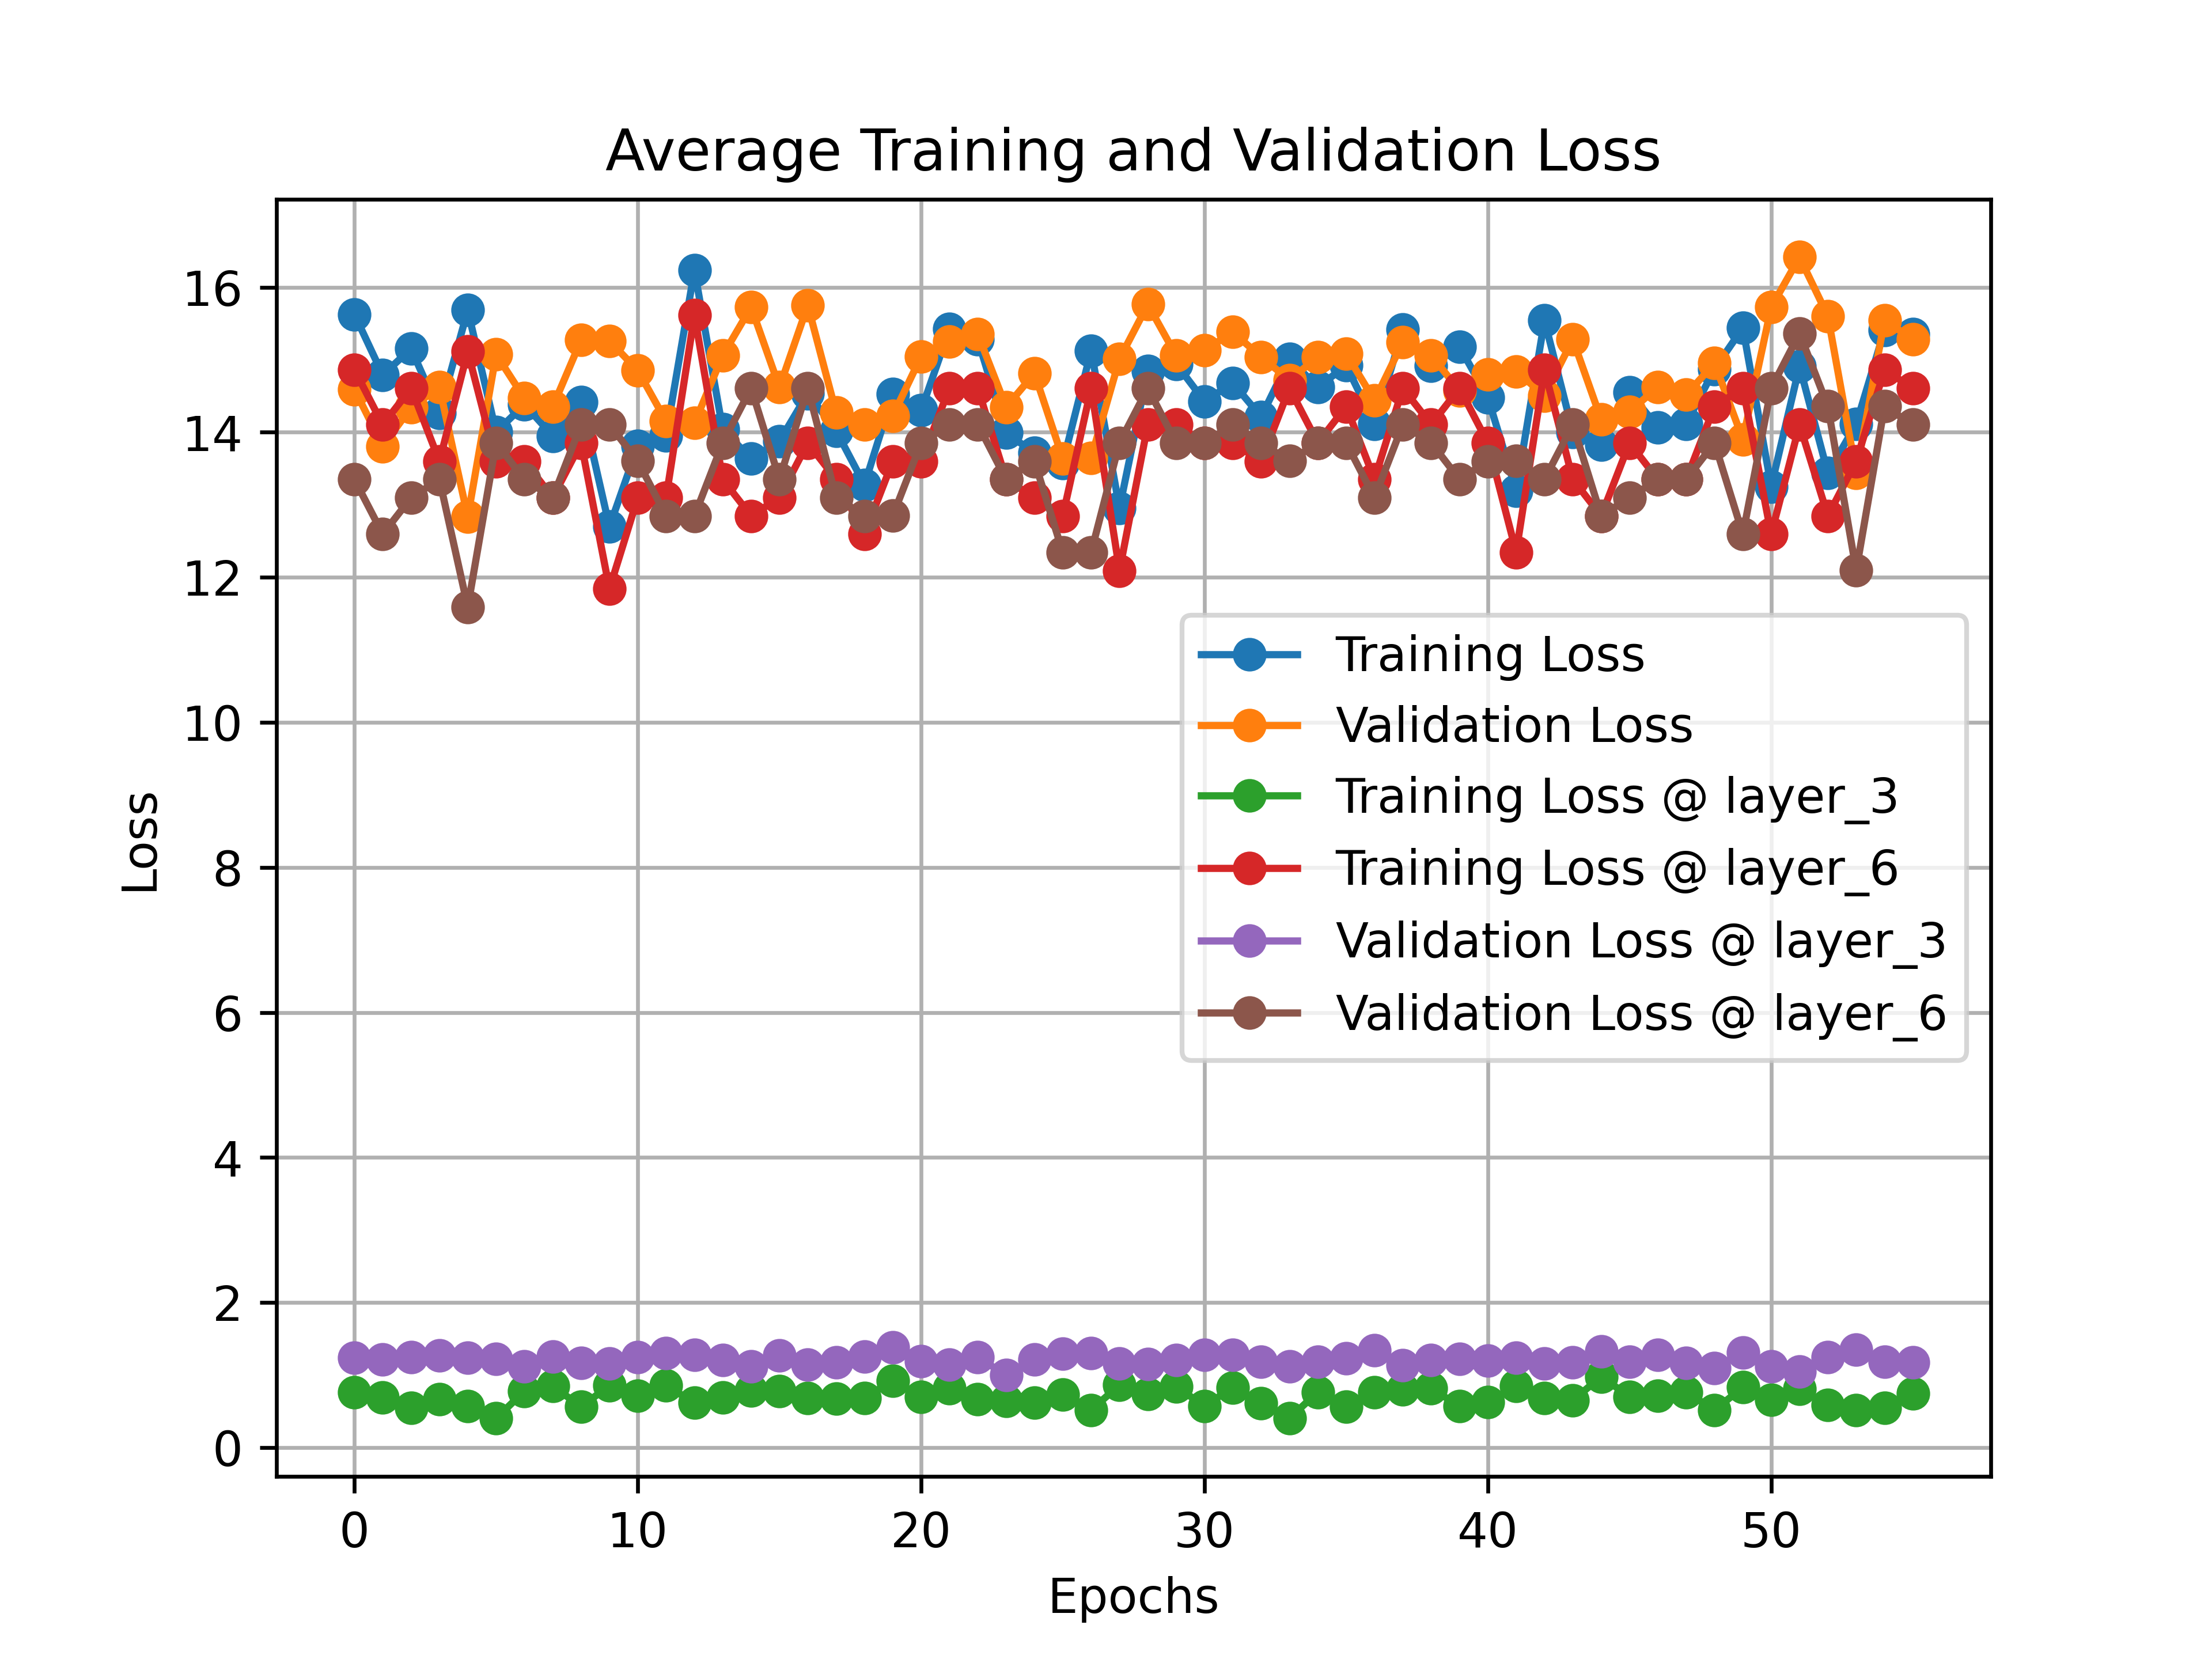 Average Training and Validation Loss
Loss
16
14
12
10
8
6
4
2
0
Training Loss
Validation Loss
Training Loss @ layer_3
Training Loss @ layer_6
Validation Loss @ layer_3
Validation Loss @ layer_6
0 10 20 30 40 50
Epochs